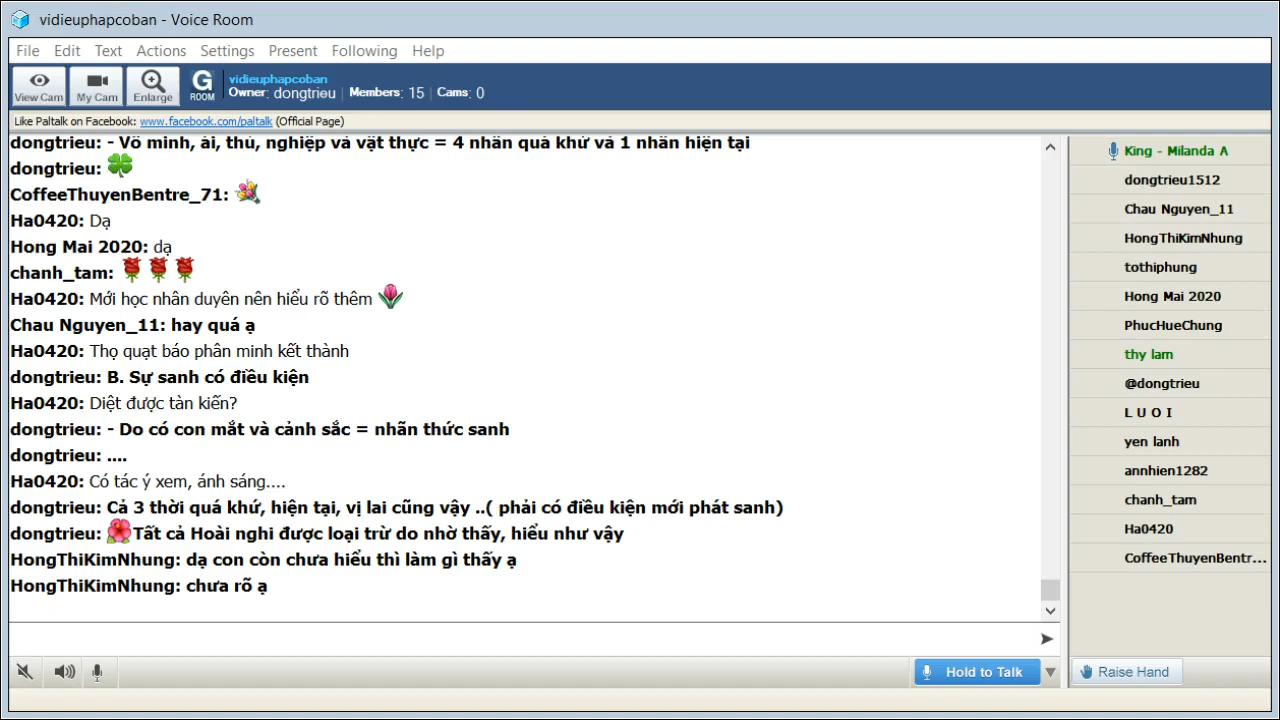 vidieuphapcoban - Voice Room
File Edit Text Actions Settings Present Following Help
View Cam
My Cam
Enlarge
G
ROOM
vidieuphapcoban
Owner: dongtrieu | Members: 15 | Cams: 0
Like Paltalk on Facebook: www.facebook.com/paltalk (Official Page)
dongtrieu: - Vô minh, ái, thủ, nghiệp và vật thực = 4 nhân quá khứ và 1 nhân hiện tại
dongtrieu:
CoffeeThuyenBentre_71:
Ha0420: Dạ
Hong Mai 2020: dạ
chanh_tam:
Ha0420: Mới học nhân duyên nên hiểu rõ thêm
Chau Nguyen_11: hay quá ạ
Ha0420: Thọ quạt báo phân minh kết thành
dongtrieu: B. Sự sanh có điều kiện
Ha0420: Diệt được tàn kiến?
dongtrieu: - Do có con mắt và cảnh sắc = nhãn thức sanh
dongtrieu: ....
Ha0420: Có tác ý xem, ánh sáng....
dongtrieu: Cả 3 thời quá khứ, hiện tại, vị lai cũng vậy ..( phải có điều kiện mới phát sanh)
dongtrieu: Tất cả Hoài nghi được loại trừ do nhờ thấy, hiểu như vậy
HongThiKimNhung: dạ con còn chưa hiểu thì làm gì thấy ạ
HongThiKimNhung: chưa rõ ạ
King - Milanda A
dongtrieu1512
Chau Nguyen_11
HongThiKimNhung
tothiphung
Hong Mai 2020
PhucHueChung
thy lam
@dongtrieu
L U O I
yen lanh
annhien1282
chanh_tam
Ha0420
CoffeeThuyenBentr...
Hold to Talk
Raise Hand